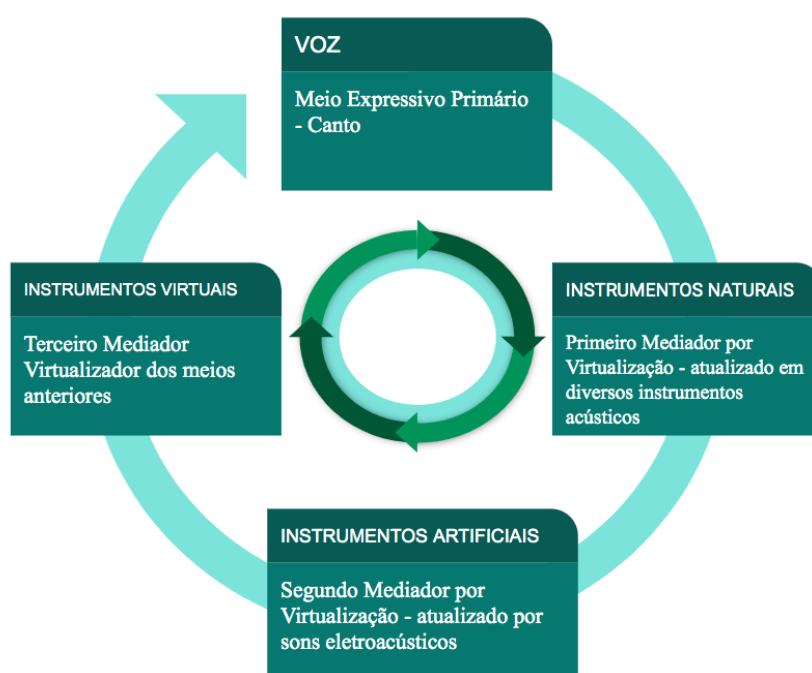 VOZ
Meio Expressivo Primário
- Canto
INSTRUMENTOS VIRTUAIS
Terceiro Mediador
Virtualizador dos meios
anteriores
INSTRUMENTOS NATURAIS
Primeiro Mediador por
Virtualização - atualizado em
diversos instrumentos
acústicos
INSTRUMENTOS ARTIFICIAIS
Segundo Mediador por
Virtualização - atualizado por
sons eletroacústicos